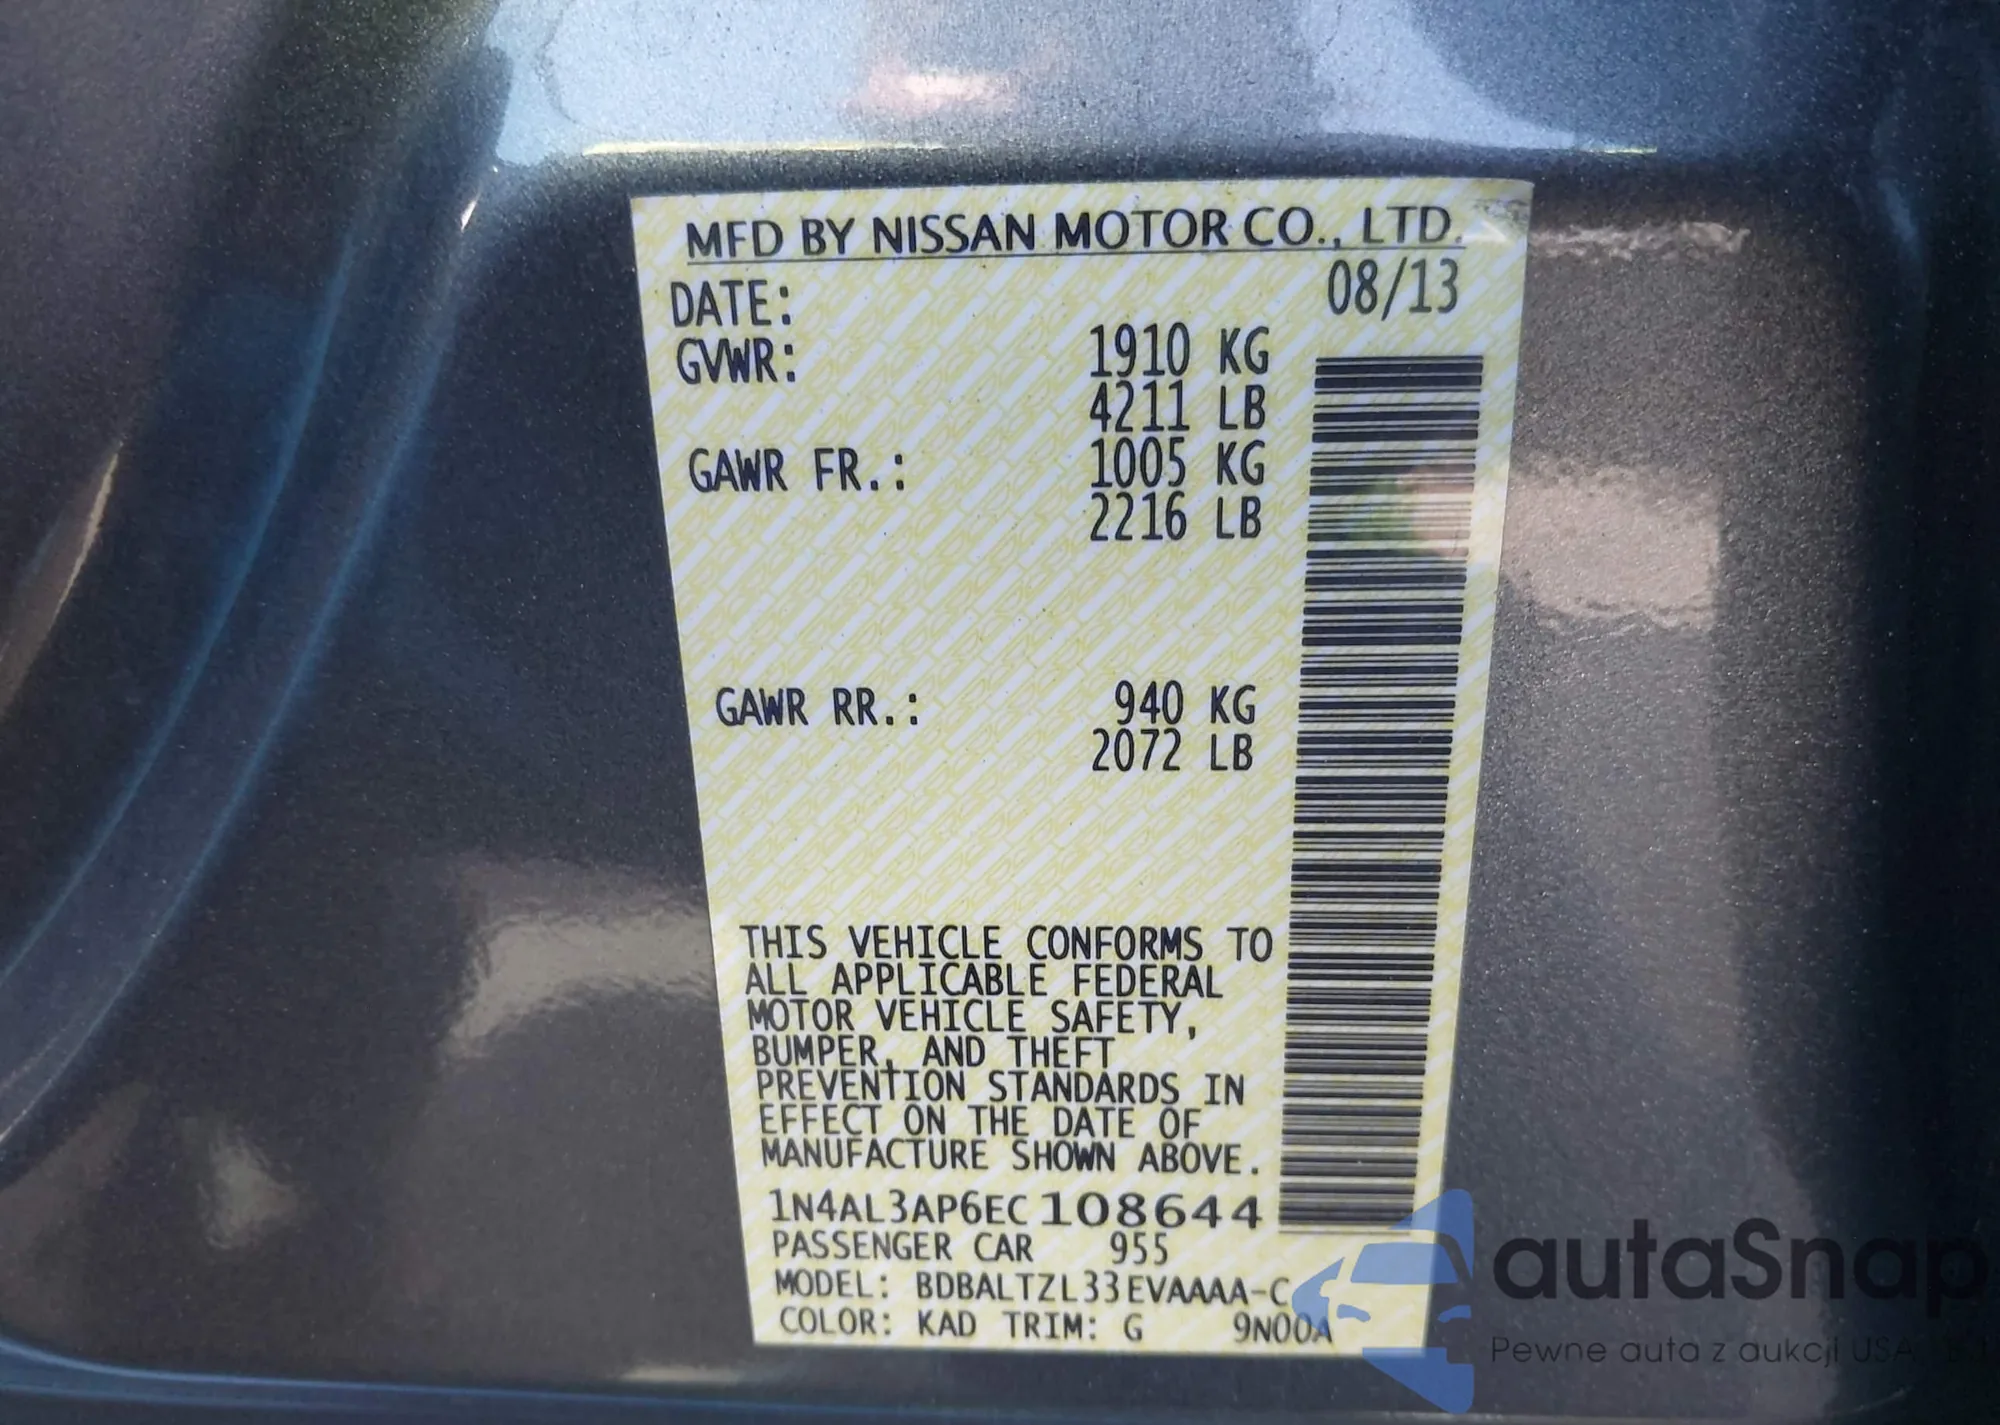 MFD BY NISSAN MOTOR CO., LTD.
DATE: 08/13
GVWR: 1910 KG
4211 LB
GAWR FR.: 1005 KG
2216 LB
GAWR RR.: 940 KG
2072 LB
THIS VEHICLE CONFORMS TO
ALL APPLICABLE FEDERAL
MOTOR VEHICLE SAFETY,
BUMPER, AND THEFT
PREVENTION STANDARDS IN
EFFECT ON THE DATE OF
MANUFACTURE SHOWN ABOVE.
1N4AL3AP6EC108644
PASSENGER CAR 955
MODEL: BDBALTZL33EVAAAA-C
COLOR: KAD TRIM: G 9N00A
autaSnap
Pewne auta z aukcji USA